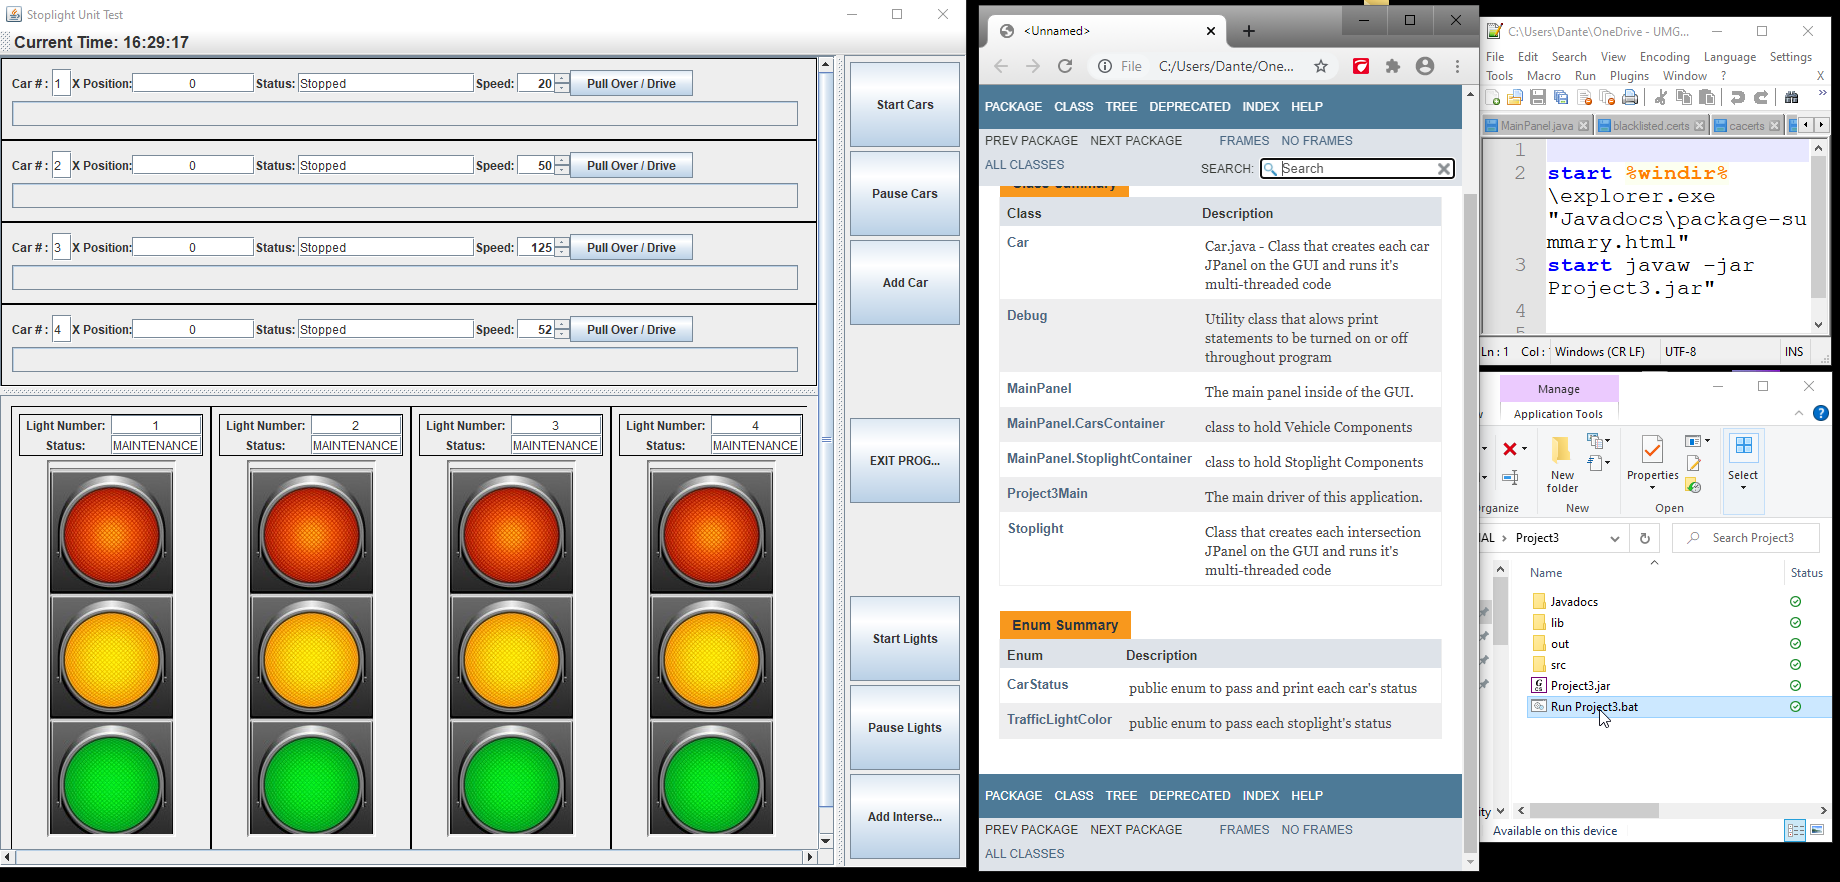 Stoplight Unit Test
Current Time: 16:29:17
Car # : 1 X Position: 0 Status: Stopped Speed: 20 Pull Over / Drive
Car # : 2 X Position: 0 Status: Stopped Speed: 50 Pull Over / Drive
Car # : 3 X Position: 0 Status: Stopped Speed: 125 Pull Over / Drive
Car # : 4 X Position: 0 Status: Stopped Speed: 52 Pull Over / Drive
Light Number: 1
Status: MAINTENANCE
Light Number: 2
Status: MAINTENANCE
Light Number: 3
Status: MAINTENANCE
Light Number: 4
Status: MAINTENANCE
Start Cars
Pause Cars
Add Car
EXIT PROG...
Start Lights
Pause Lights
Add Interse...
<Unnamed>
File C:/Users/Dante/One...
PACKAGE CLASS TREE DEPRECATED INDEX HELP
PREV PACKAGE NEXT PACKAGE FRAMES NO FRAMES
ALL CLASSES
SEARCH: Search
Class Summary
Class Description
Car Car.java - Class that creates each car
JPanel on the GUI and runs it's
multi-threaded code
Debug Utility class that alows print
statements to be turned on or off
throughout program
MainPanel The main panel inside of the GUI.
MainPanel.CarsContainer class to hold Vehicle Components
MainPanel.StoplightContainer class to hold Stoplight Components
Project3Main The main driver of this application.
Stoplight Class that creates each intersection
JPanel on the GUI and runs it's
multi-threaded code
Enum Summary
Enum Description
CarStatus public enum to pass and print each car's status
TrafficLightColor public enum to pass each stoplight's status
PACKAGE CLASS TREE DEPRECATED INDEX HELP
PREV PACKAGE NEXT PACKAGE FRAMES NO FRAMES
ALL CLASSES
C:\Users\Dante\OneDrive - UMG...
File Edit Search View Encoding Language Settings
Tools Macro Run Plugins Window ? X
MainPanel.java blacklisted.certs cacerts
1
2 start %windir%
\explorer.exe
"Javadocs\package-su
mmary.html"
3 start javaw -jar
Project3.jar"
4
5
Ln : 1 Col : Windows (CR LF) UTF-8 INS
Manage
Application Tools
New
folder
Properties
Select
rganize New Open
AL > Project3 Search Project3
Name Status
Javadocs
lib
out
src
Project3.jar
Run Project3.bat
ity
Available on this device